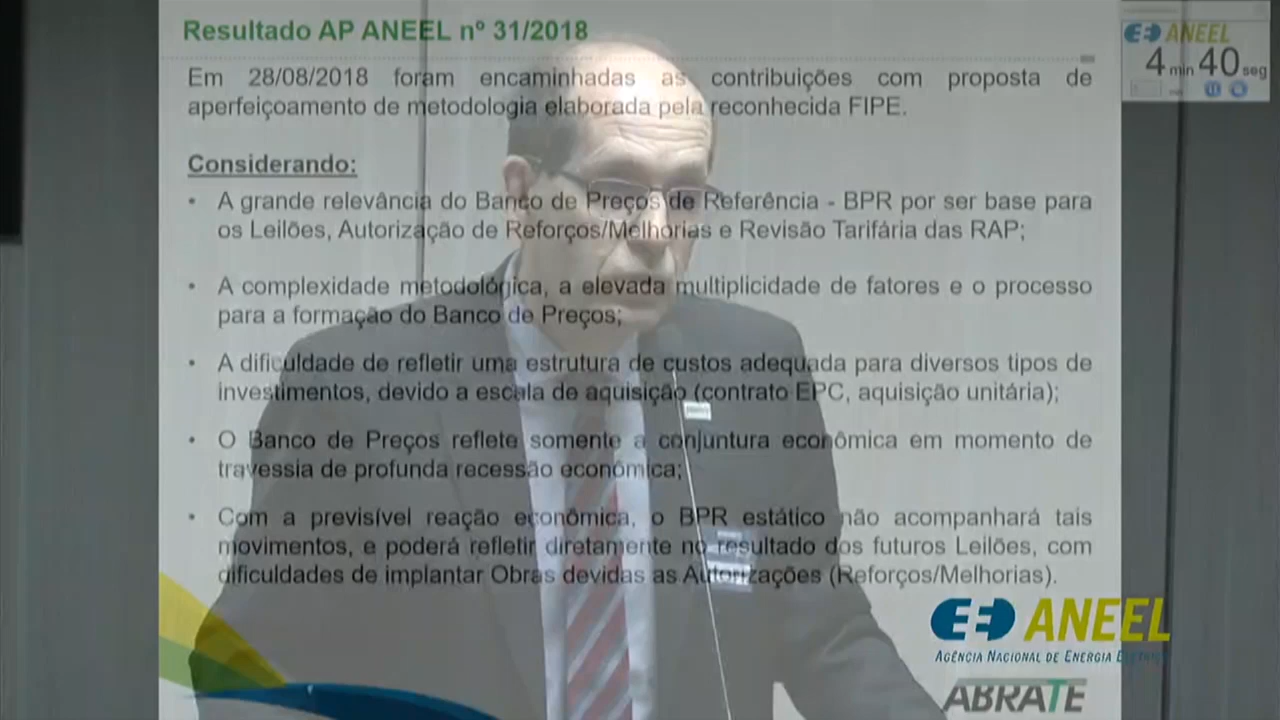 Resultado AP ANEEL nº 31/2018
ANEEL
4 min 40 seg
Em 28/08/2018 foram encaminhadas as contribuições com proposta de
aperfeiçoamento de metodologia elaborada pela reconhecida FIPE.
Considerando:
• A grande relevância do Banco de Preços de Referência - BPR por ser base para
os Leilões, Autorização de Reforços/Melhorias e Revisão Tarifária das RAP;
• A complexidade metodológica, a elevada multiplicidade de fatores e o processo
para a formação do Banco de Preços;
• A dificuldade de refletir uma estrutura de custos adequada para diversos tipos de
investimentos, devido a escala de aquisição (contrato EPC, aquisição unitária);
• O Banco de Preços reflete somente a conjuntura econômica em momento de
travessia de profunda recessão econômica;
• Com a previsível reação econômica, o BPR estático não acompanhará tais
movimentos, e poderá refletir diretamente no resultado dos futuros Leilões, com
dificuldades de implantar Obras devidas as Autorizações (Reforços/Melhorias).
ANEEL
AGÊNCIA NACIONAL DE ENERGIA ELÉTRICA
ABRATE